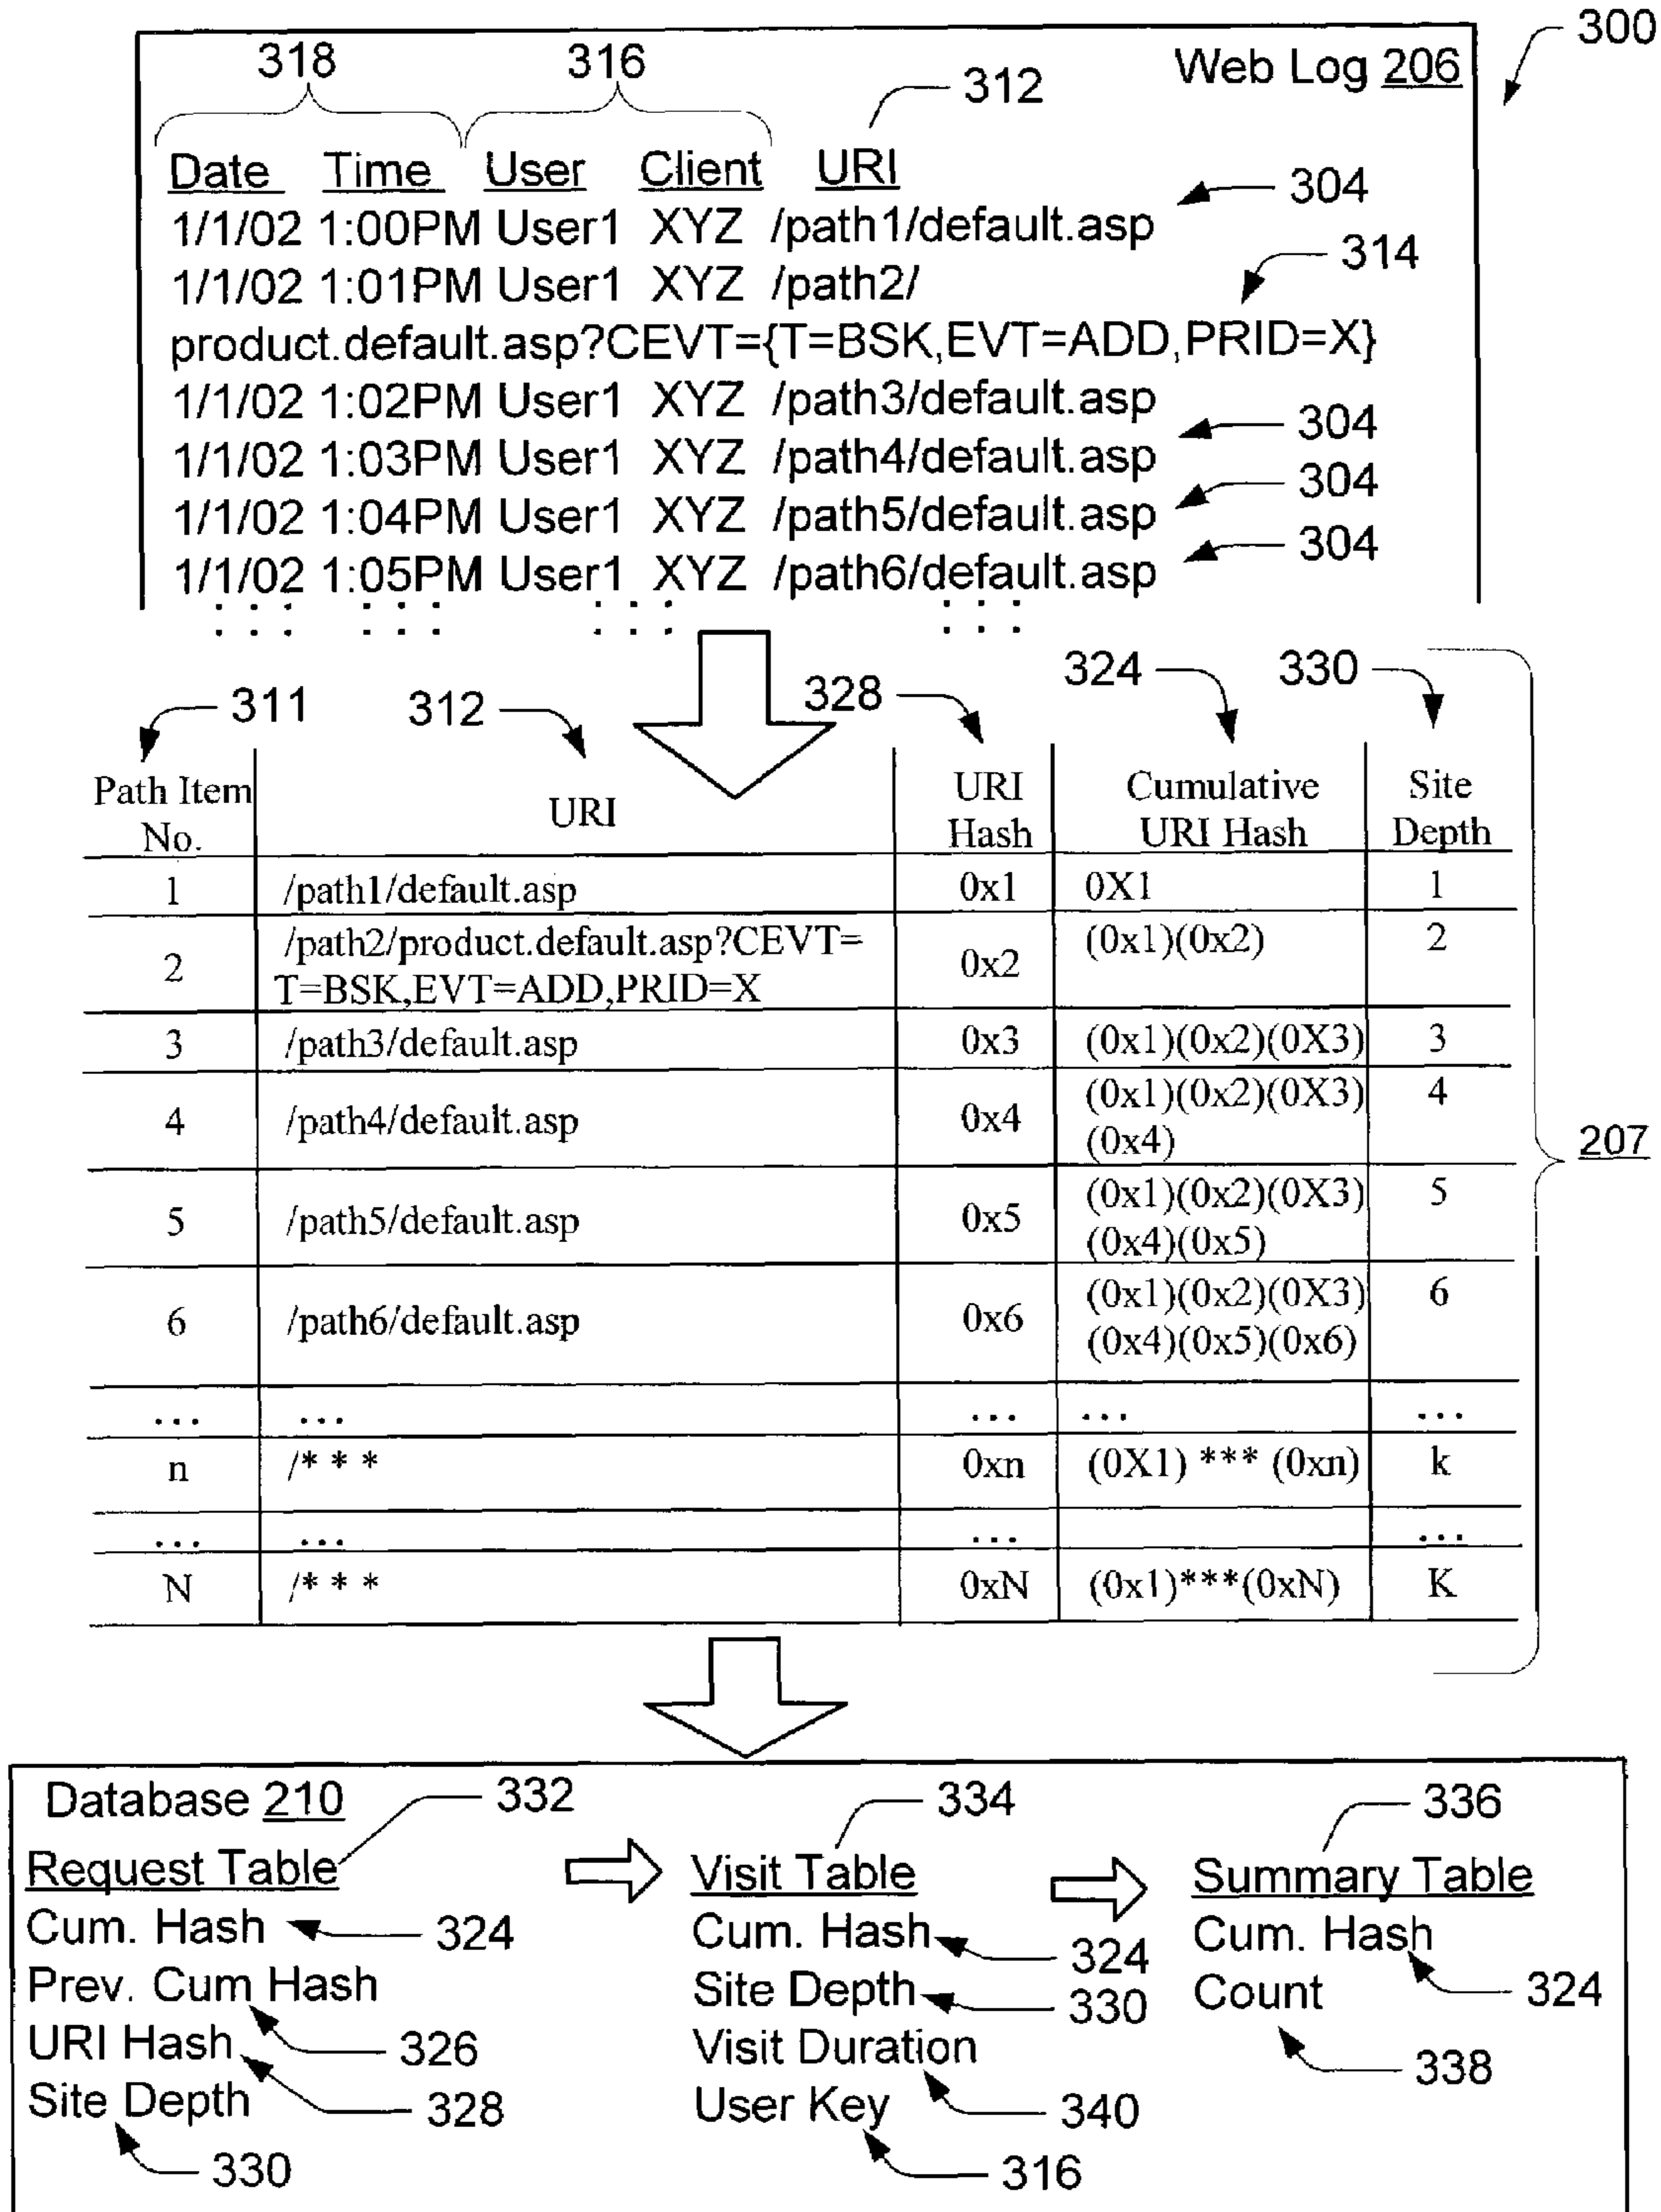 300
318 316 312 Web Log 206
Date Time User Client URI
304
1/1/02 1:00PM User1 XYZ /path1/default.asp
314
1/1/02 1:01PM User1 XYZ /path2/
product.default.asp?CEVT={T=BSK,EVT=ADD,PRID=X}
1/1/02 1:02PM User1 XYZ /path3/default.asp
304
1/1/02 1:03PM User1 XYZ /path4/default.asp
304
1/1/02 1:04PM User1 XYZ /path5/default.asp
304
1/1/02 1:05PM User1 XYZ /path6/default.asp
: : : : : : : : : : : :
311 312 328 324 330
Path Item URI Cumulative Site
No. URI Hash URI Hash Depth
1 /path1/default.asp 0x1 0X1 1
2 /path2/product.default.asp?CEVT= 0x2 (0x1)(0x2) 2
T=BSK,EVT=ADD,PRID=X
3 /path3/default.asp 0x3 (0x1)(0x2)(0X3) 3
4 /path4/default.asp 0x4 (0x1)(0x2)(0X3) 4
(0x4)
207
5 /path5/default.asp 0x5 (0x1)(0x2)(0X3) 5
(0x4)(0x5)
6 /path6/default.asp 0x6 (0x1)(0x2)(0X3) 6
(0x4)(0x5)(0x6)
... ... ... ... ...
n /* * * 0xn (0X1) *** (0xn) k
... ... ... ...
N /* * * 0xN (0x1)***(0xN) K
Database 210 332 334 336
Request Table Visit Table Summary Table
Cum. Hash 324 Cum. Hash 324 Cum. Hash 324
Prev. Cum Hash 326 Site Depth 330 Count 338
URI Hash 328 Visit Duration 340
Site Depth 330 User Key 316